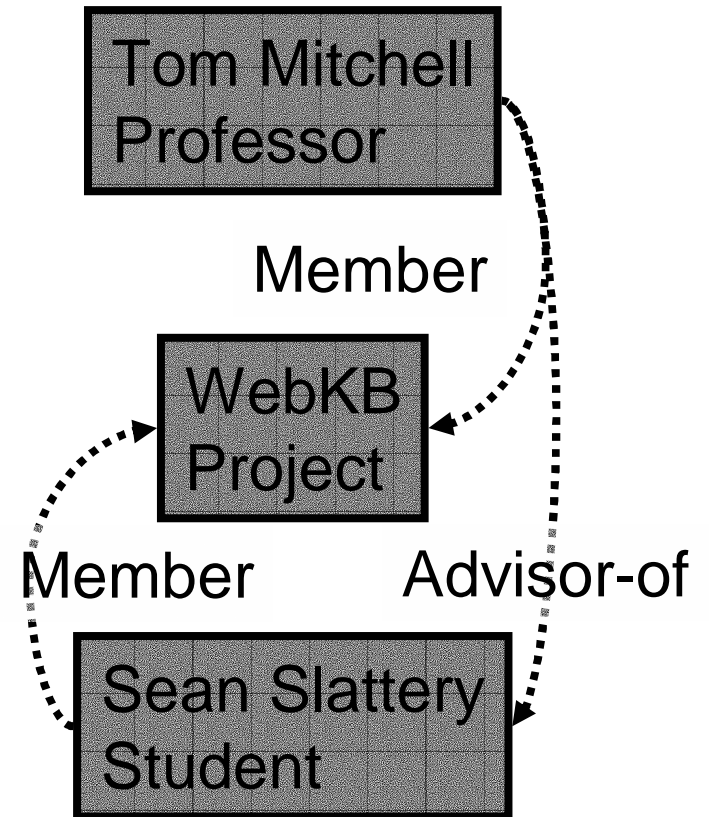 Tom Mitchell
Professor
Member
WebKB
Project
Member
Advisor-of
Sean Slattery
Student